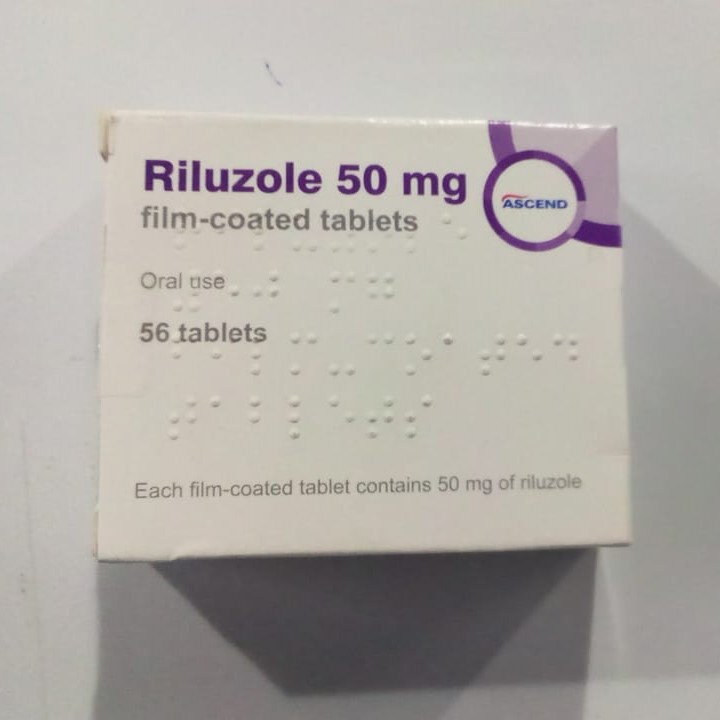 Riluzole 50 mg
film-coated tablets
ASCEND
Oral use
56 tablets
Each film-coated tablet contains 50 mg of riluzole